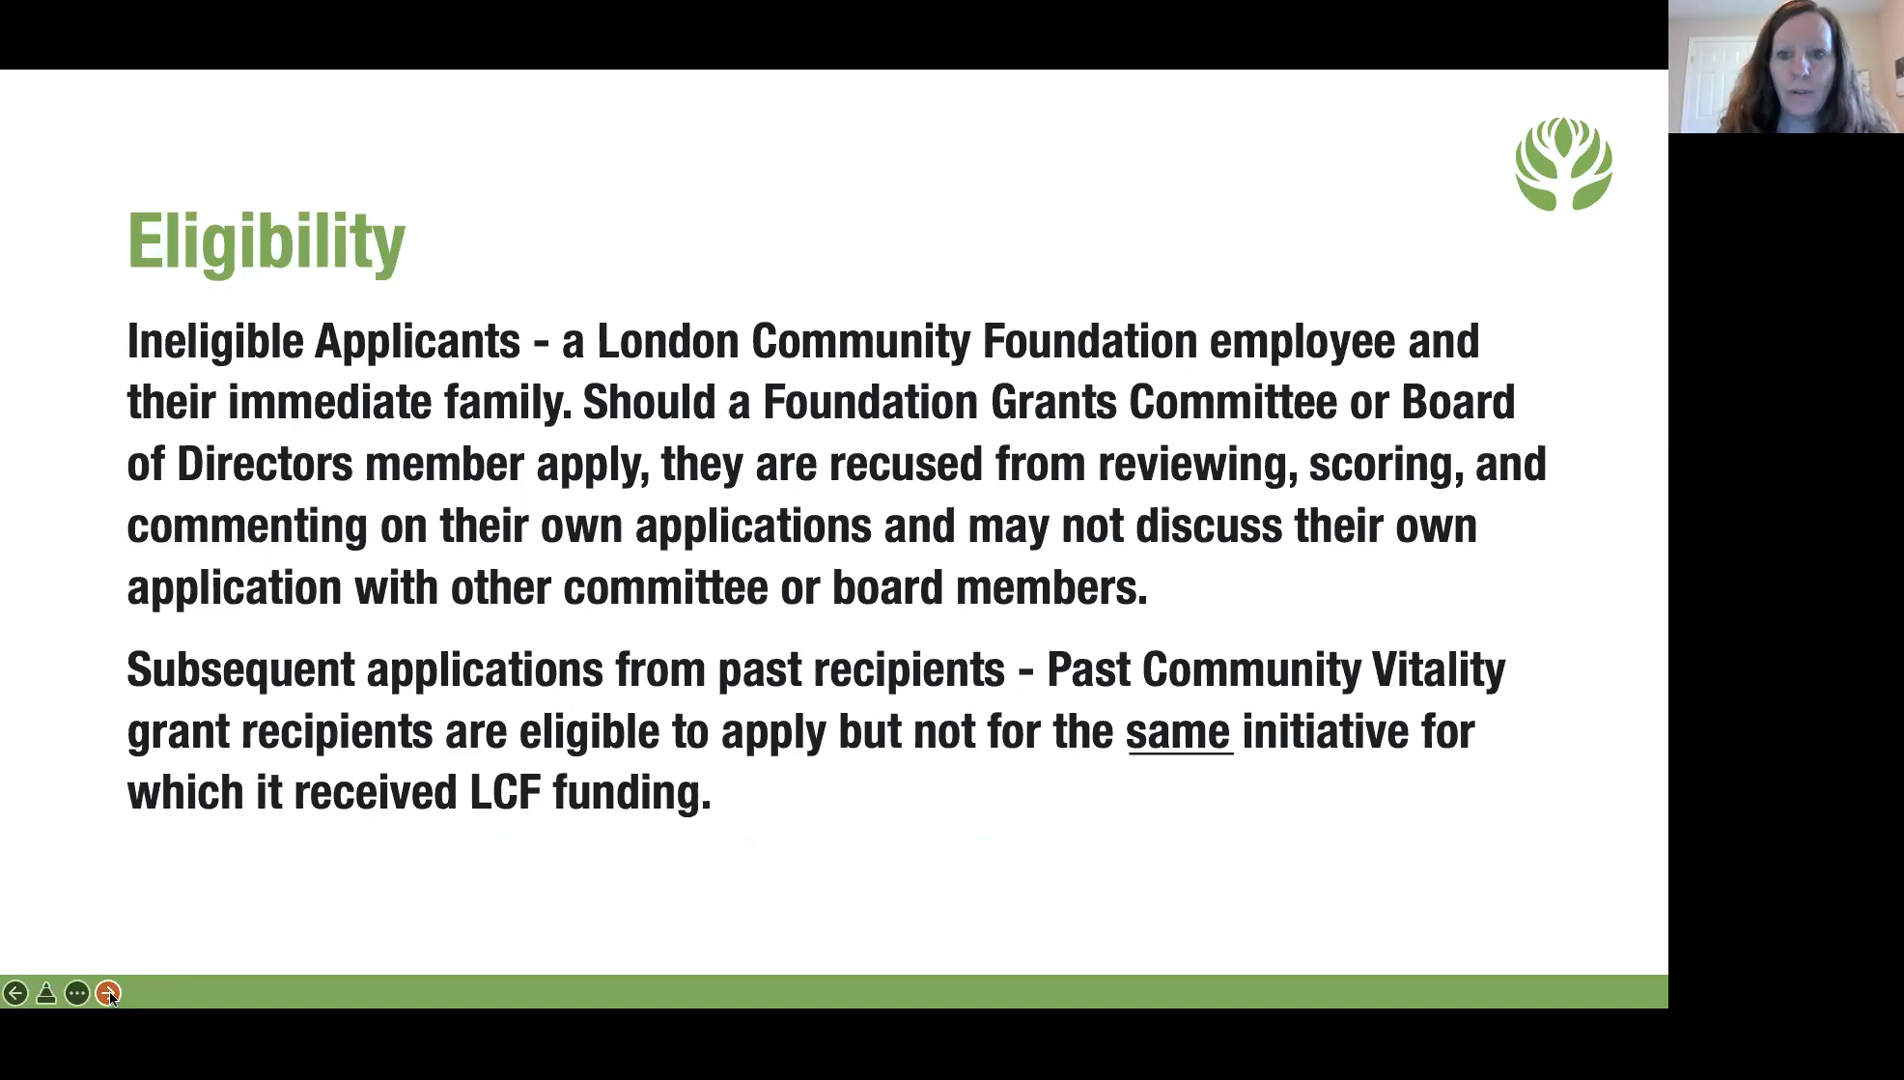 Eligibility
Ineligible Applicants - a London Community Foundation employee and
their immediate family. Should a Foundation Grants Committee or Board
of Directors member apply, they are recused from reviewing, scoring, and
commenting on their own applications and may not discuss their own
application with other committee or board members.
Subsequent applications from past recipients - Past Community Vitality
grant recipients are eligible to apply but not for the same initiative for
which it received LCF funding.